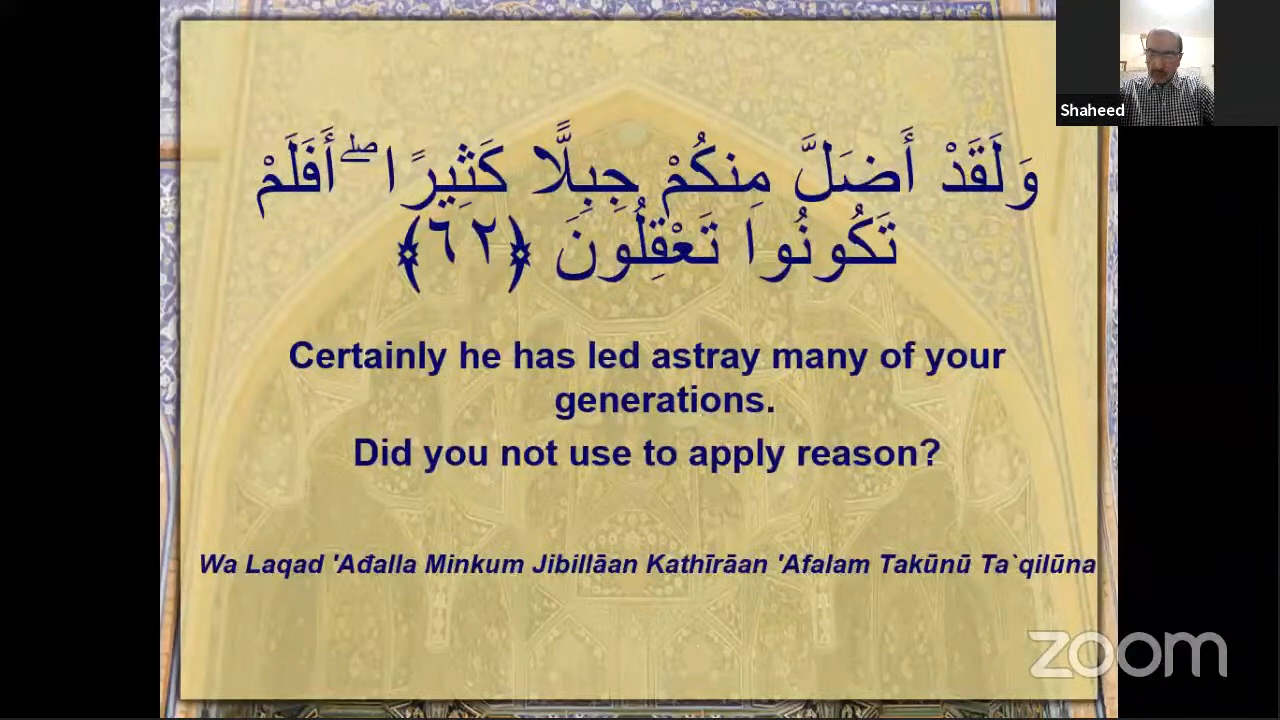 Shaheed
وَلَقَدْ أَضَلَّ مِنكُمْ جِبِلًّا كَثِيرًا ۖ أَفَلَمْ
تَكُونُوا تَعْقِلُونَ ﴿٦٢﴾
Certainly he has led astray many of your
generations.
Did you not use to apply reason?
Wa Laqad 'Ađalla Minkum Jibillāan Kathīrāan 'Afalam Takūnū Ta`qilūna
zoom